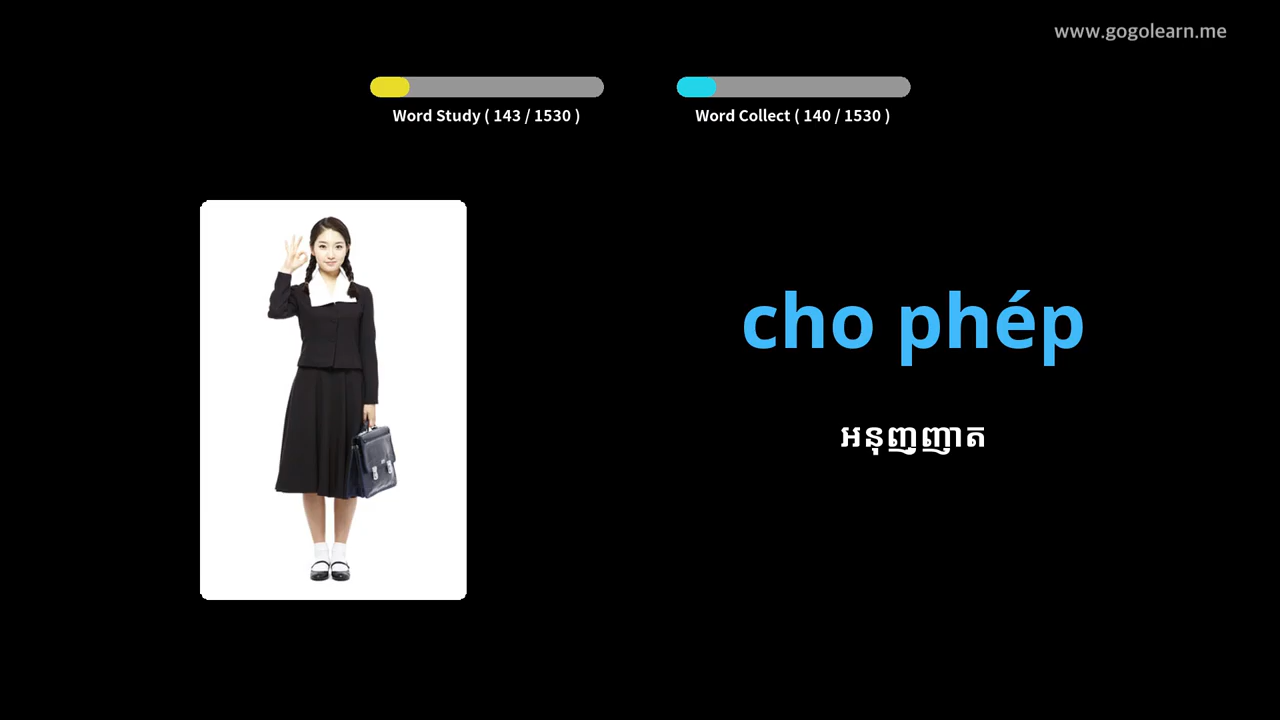 www.gogolearn.me
Word Study ( 143 / 1530 )
Word Collect ( 140 / 1530 )
cho phép
អនុញ្ញាត